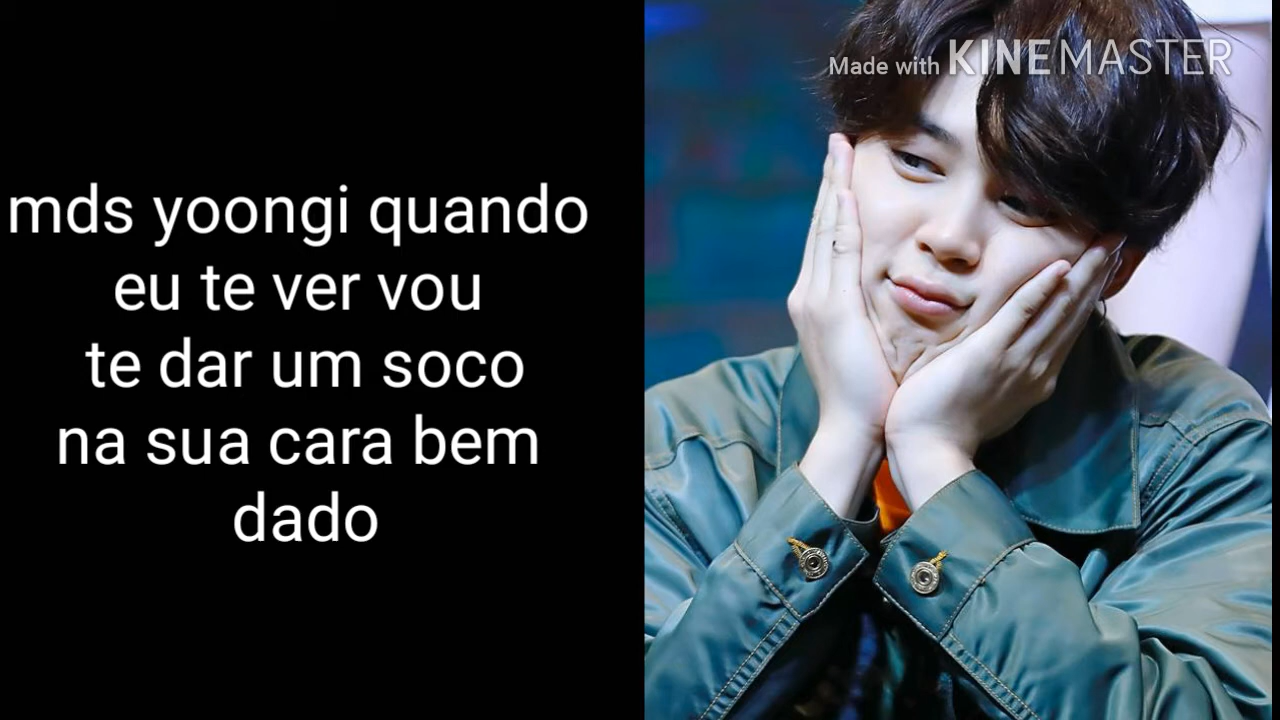 Made with KINEMASTER
mds yoongi quando
eu te ver vou
te dar um soco
na sua cara bem
dado